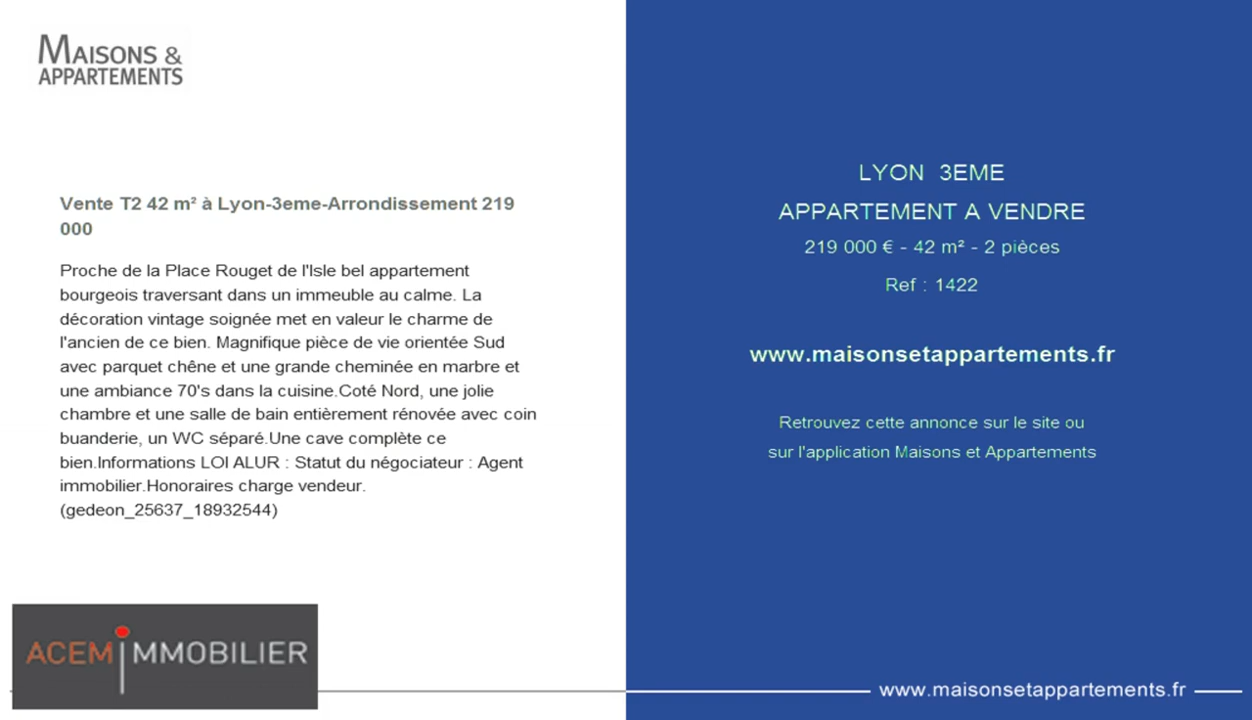 MAISONS &
APPARTEMENTS
Vente T2 42 m² à Lyon-3eme-Arrondissement 219
000
Proche de la Place Rouget de l'Isle bel appartement
bourgeois traversant dans un immeuble au calme. La
décoration vintage soignée met en valeur le charme de
l'ancien de ce bien. Magnifique pièce de vie orientée Sud
avec parquet chêne et une grande cheminée en marbre et
une ambiance 70's dans la cuisine.Coté Nord, une jolie
chambre et une salle de bain entièrement rénovée avec coin
buanderie, un WC séparé.Une cave complète ce
bien.Informations LOI ALUR : Statut du négociateur : Agent
immobilier.Honoraires charge vendeur.
(gedeon_25637_18932544)
ACEM IMMOBILIER
LYON 3EME
APPARTEMENT A VENDRE
219 000 € - 42 m² - 2 pièces
Ref : 1422
www.maisonsetappartements.fr
Retrouvez cette annonce sur le site ou
sur l'application Maisons et Appartements
www.maisonsetappartements.fr